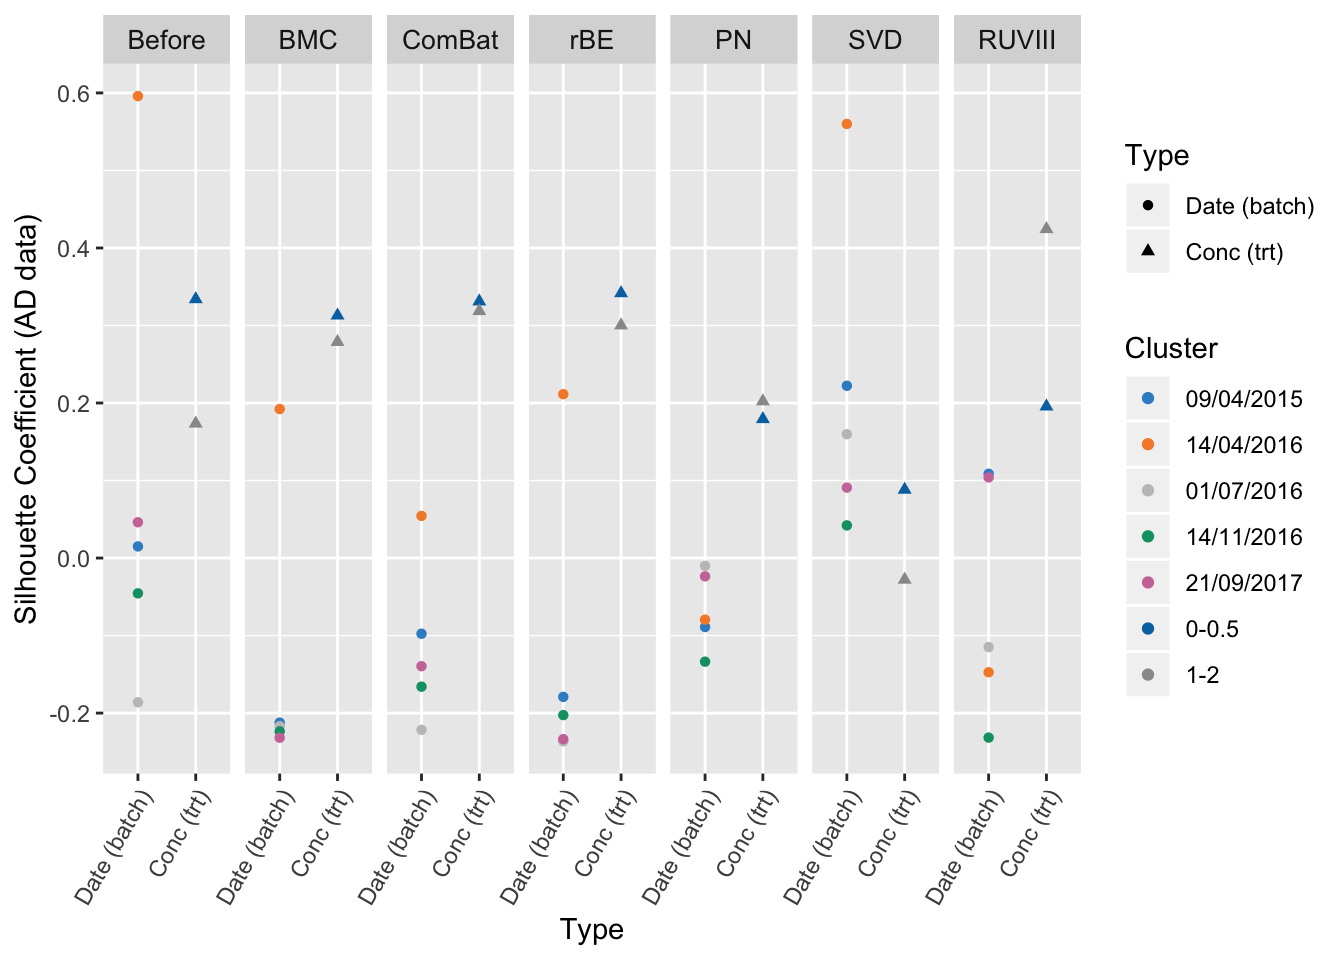 Before BMC ComBat rBE PN SVD RUVIII
0.6
0.4
0.2
0.0
-0.2
Silhouette Coefficient (AD data)
Date (batch) Conc (trt) Date (batch) Conc (trt) Date (batch) Conc (trt) Date (batch) Conc (trt) Date (batch) Conc (trt) Date (batch) Conc (trt) Date (batch) Conc (trt)
Type
Type
Date (batch)
Conc (trt)
Cluster
09/04/2015
14/04/2016
01/07/2016
14/11/2016
21/09/2017
0-0.5
1-2